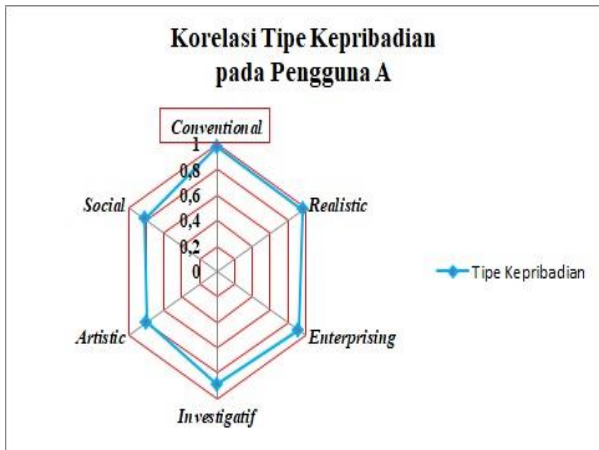 Korelasi Tipe Kepribadian
pada Pengguna A
Conventional
1
0,8
0,6
0,4
0,2
0
Social
Realistic
Artistic
Enterprising
Investigatif
Tipe Kepribadian